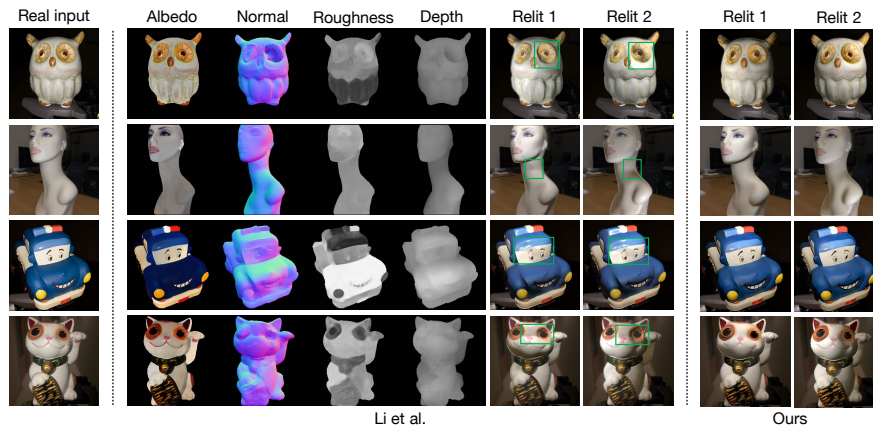 Real input Albedo Normal Roughness Depth Relit 1 Relit 2 Relit 1 Relit 2
Li et al. Ours